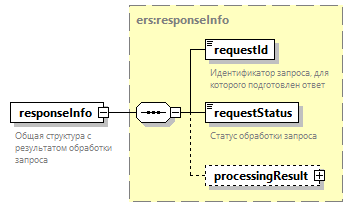 ers:responseInfo
requestId
Идентификатор запроса, для
которого подготовлен ответ
responseInfo
Общая структура с
результатом обработки
запроса
requestStatus
Статус обработки запроса
processingResult